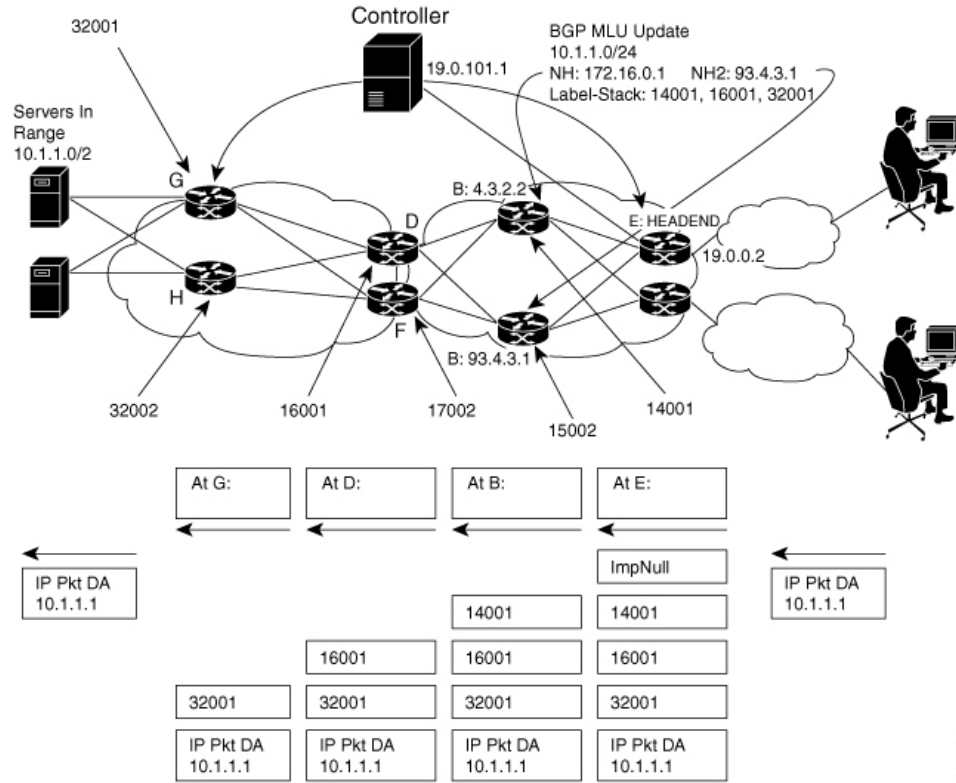 Controller
32001
BGP MLU Update
10.1.1.0/24
NH: 172.16.0.1 NH2: 93.4.3.1
Label-Stack: 14001, 16001, 32001
19.0.101.1
Servers In
Range
10.1.1.0/2
G
B: 4.3.2.2
D
E: HEADEND
19.0.0.2
H
F
B: 93.4.3.1
32002
16001
17002
14001
15002
At G:
At D:
At B:
At E:
ImpNull
IP Pkt DA
10.1.1.1
IP Pkt DA
10.1.1.1
14001
14001
16001
16001
16001
32001
32001
32001
32001
IP Pkt DA
10.1.1.1
IP Pkt DA
10.1.1.1
IP Pkt DA
10.1.1.1
IP Pkt DA
10.1.1.1